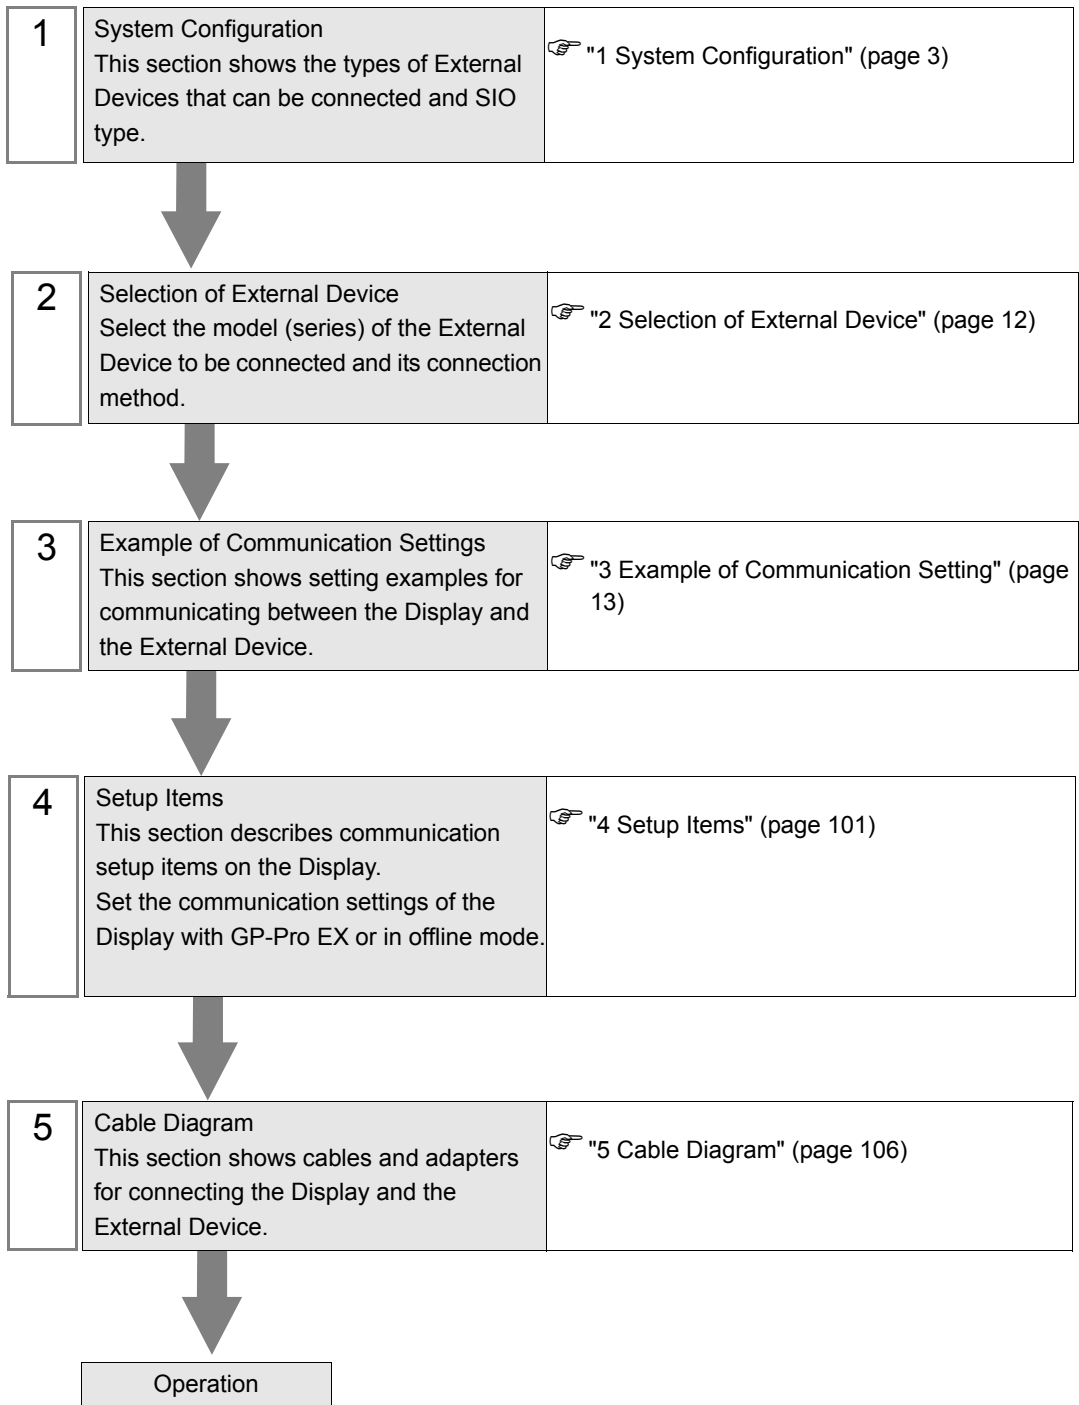 1
System Configuration
This section shows the types of External
Devices that can be connected and SIO
type.
"1 System Configuration" (page 3)
2
Selection of External Device
Select the model (series) of the External
Device to be connected and its connection
method.
"2 Selection of External Device" (page 12)
3
Example of Communication Settings
This section shows setting examples for
communicating between the Display and
the External Device.
"3 Example of Communication Setting" (page
13)
4
Setup Items
This section describes communication
setup items on the Display.
Set the communication settings of the
Display with GP-Pro EX or in offline mode.
"4 Setup Items" (page 101)
5
Cable Diagram
This section shows cables and adapters
for connecting the Display and the
External Device.
"5 Cable Diagram" (page 106)
Operation